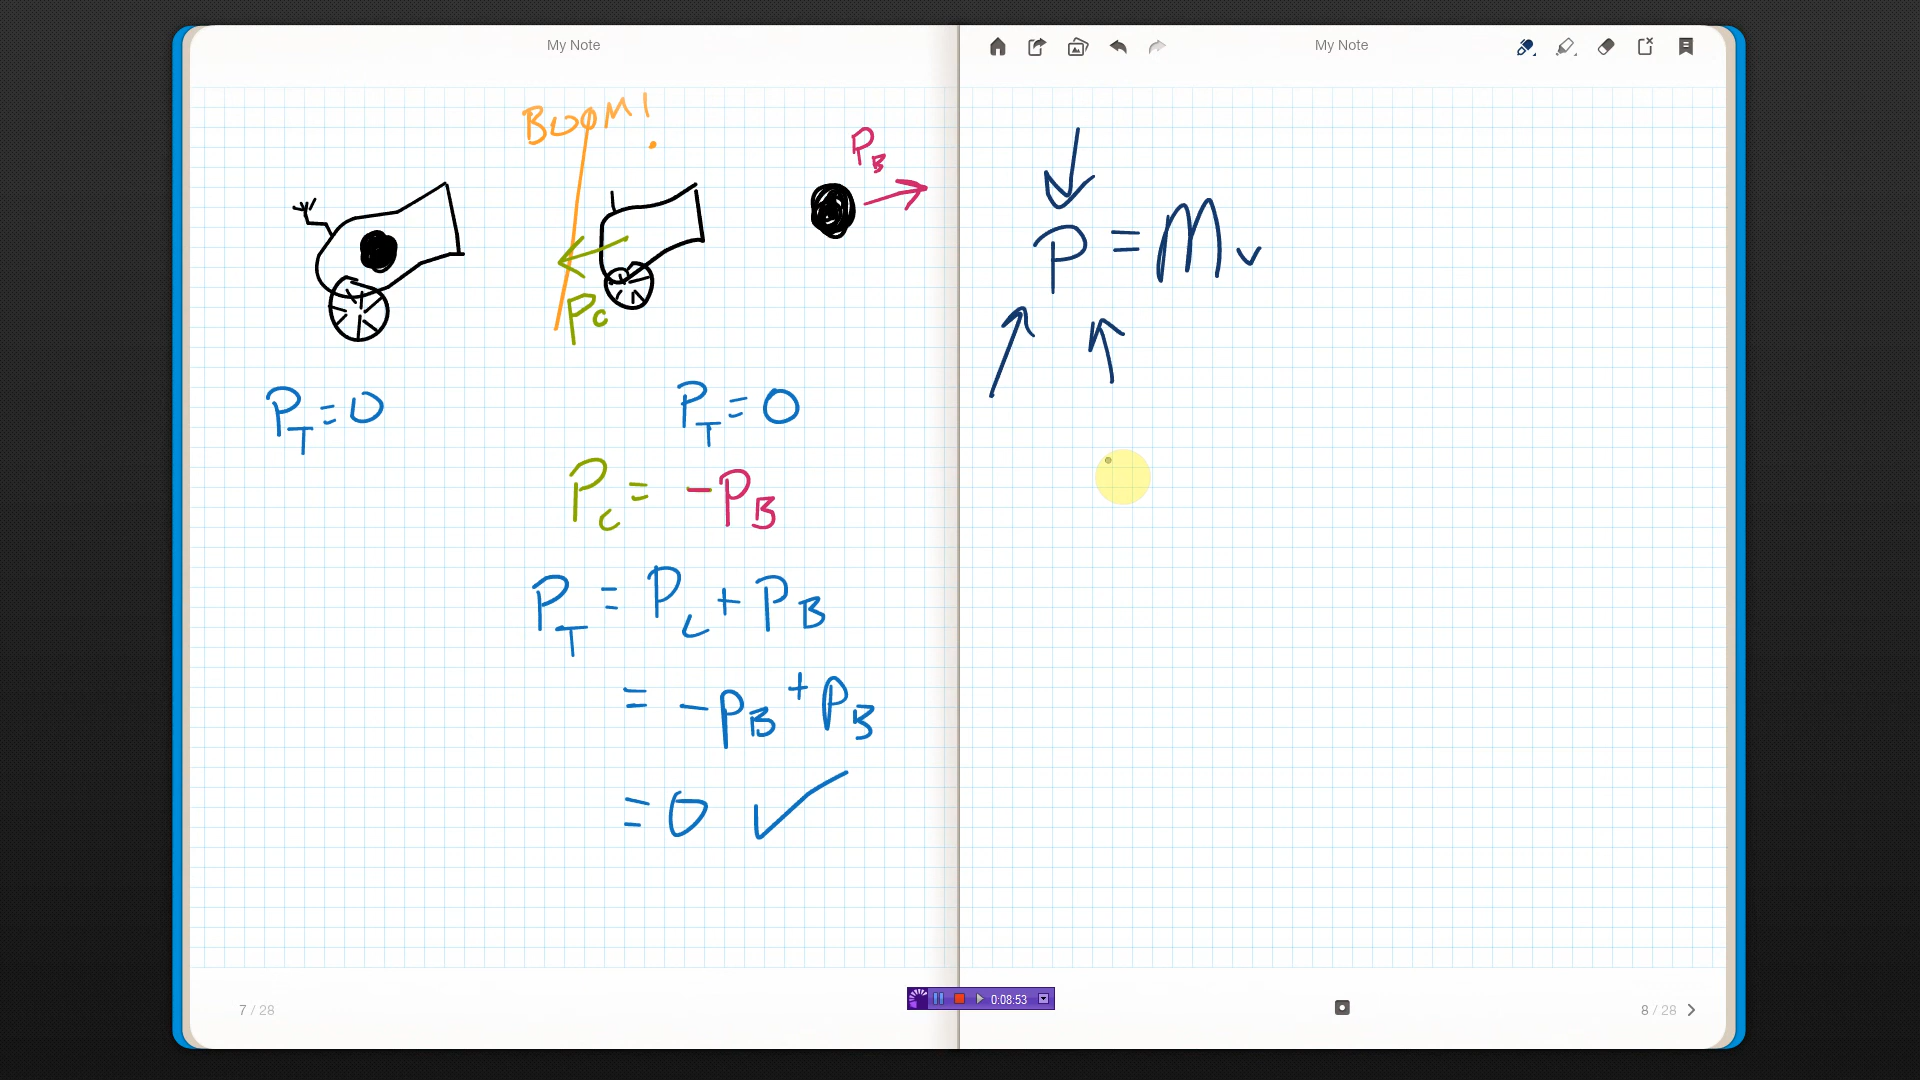 My Note
BOOM!
P_B
P_C
P_T = 0
P_T = 0
P_C = -P_B
P_T = P_C + P_B
= -P_B + P_B
= 0 ✓
7 / 28
My Note
P = Mv
0:08:53
8 / 28